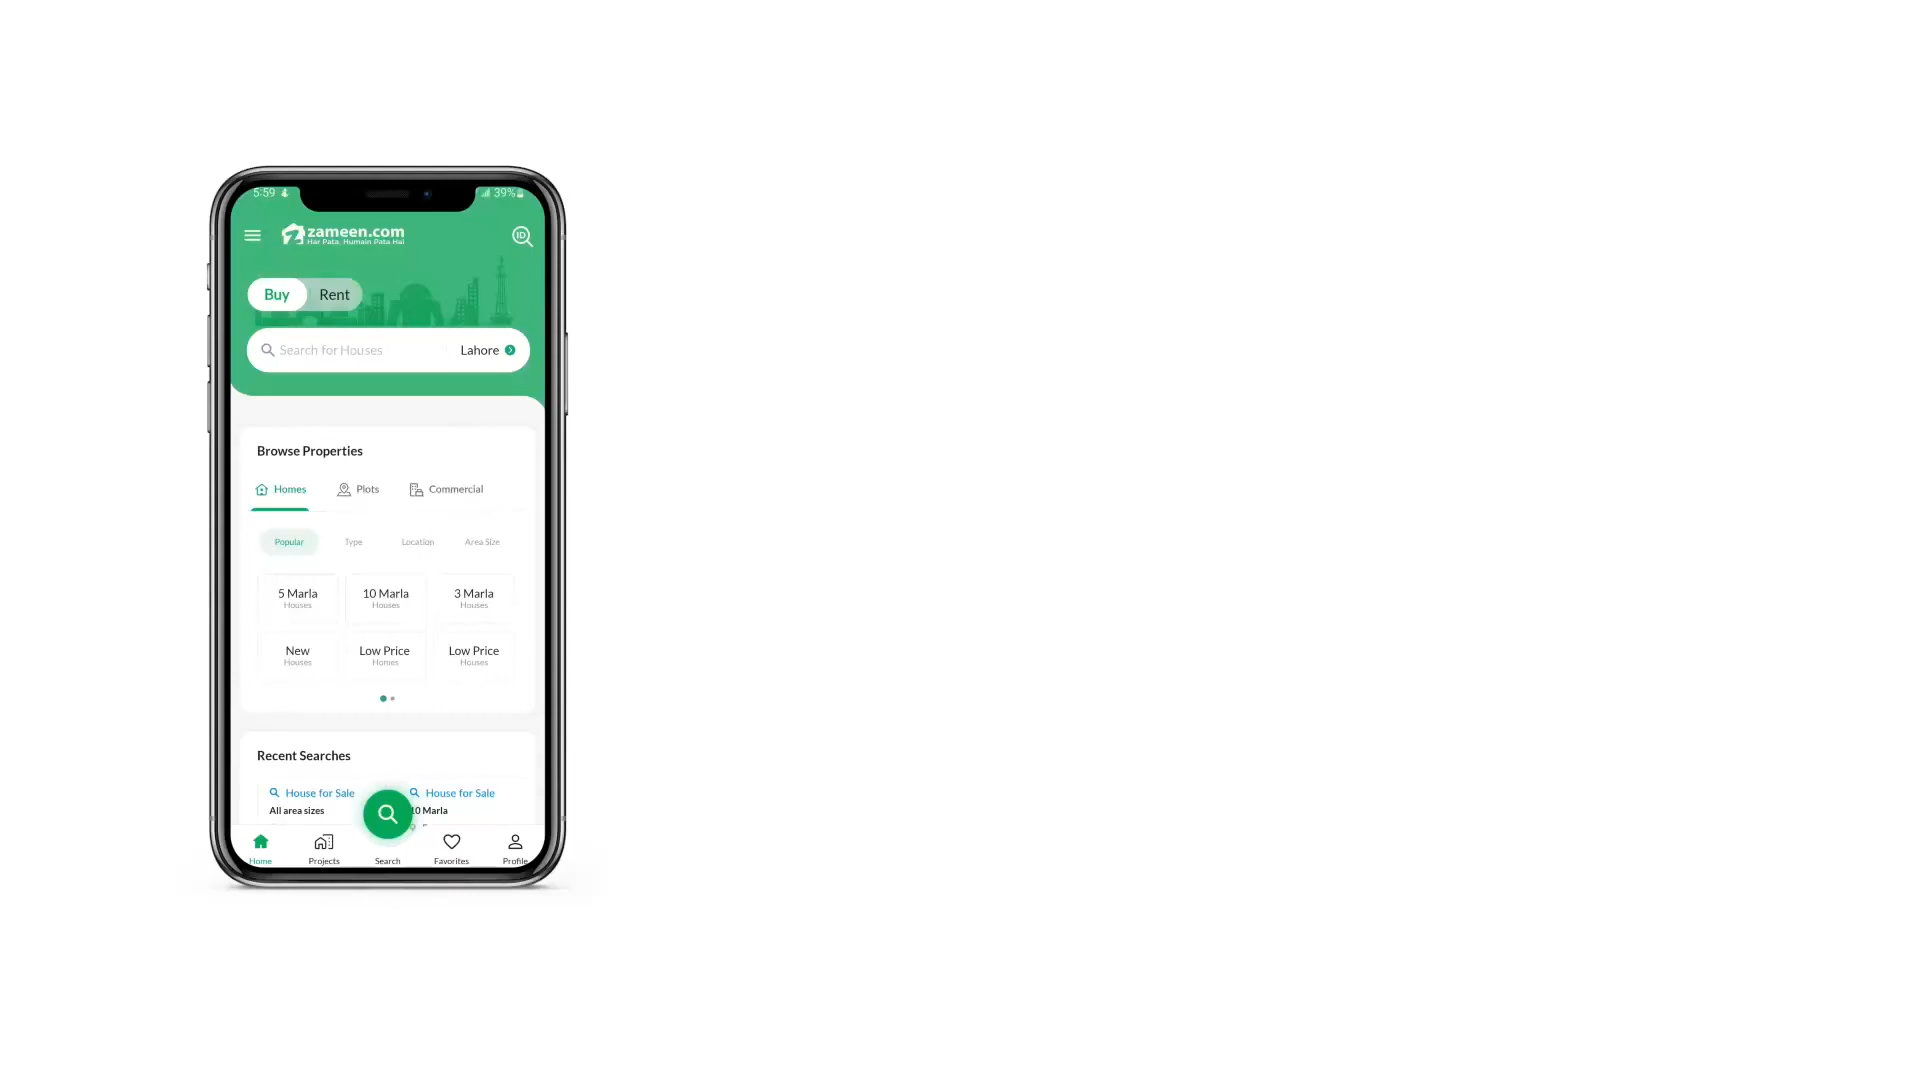 5:59 39%
zameen.com
Har Pata, Humain Pata Hai
ID
Buy Rent
Search for Houses Lahore
Browse Properties
Homes Plots Commercial
Popular Type Location Area Size
5 Marla 10 Marla 3 Marla
Houses Houses Houses
New Low Price Low Price
Houses Homes Houses
Recent Searches
House for Sale House for Sale
All area sizes 10 Marla
Home Projects Search Favorites Profile